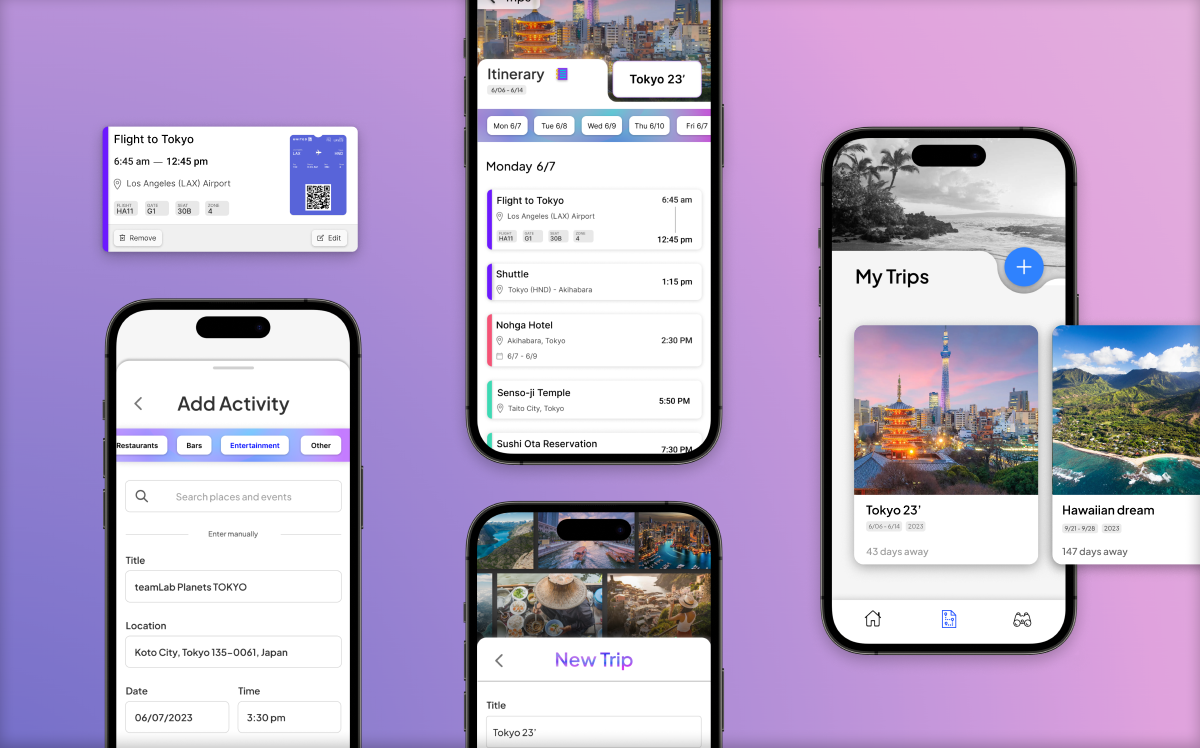 Flight to Tokyo
6:45 am — 12:45 pm
Los Angeles (LAX) Airport
FLIGHT GATE SEAT ZONE
HA11 G1 30B 4
UNITED
LAX HND
Remove Edit
Add Activity
Restaurants Bars Entertainment Other
Search places and events
Enter manually
Title
teamLab Planets TOKYO
Location
Koto City, Tokyo 135-0061, Japan
Date Time
06/07/2023 3:30 pm
Trips
Itinerary
6/06 - 6/14
Tokyo 23’
Mon 6/7 Tue 6/8 Wed 6/9 Thu 6/10 Fri 6/7
Monday 6/7
Flight to Tokyo 6:45 am
Los Angeles (LAX) Airport
FLIGHT GATE SEAT ZONE
HA11 G1 30B 4
12:45 pm
Shuttle 1:15 pm
Tokyo (HND) - Akihabara
Nohga Hotel
Akihabara, Tokyo 2:30 PM
6/7 - 6/9
Senso-ji Temple 5:50 PM
Taito City, Tokyo
Sushi Ota Reservation
7:30 PM
New Trip
Title
Tokyo 23’
My Trips
Tokyo 23’
6/06 - 6/14 2023
43 days away
Hawaiian dream
9/21 - 9/28 2023
147 days away